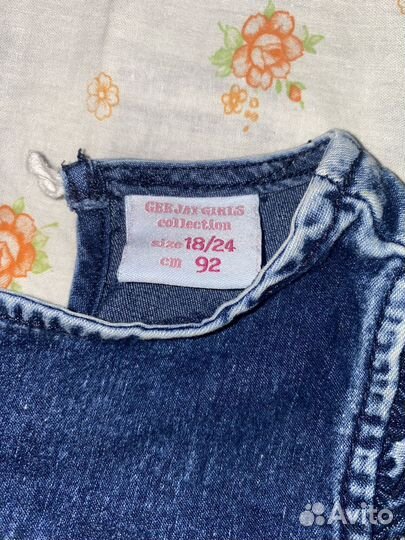 GEE JAY GIRLS
collection
size 18/24
cm 92
Avito